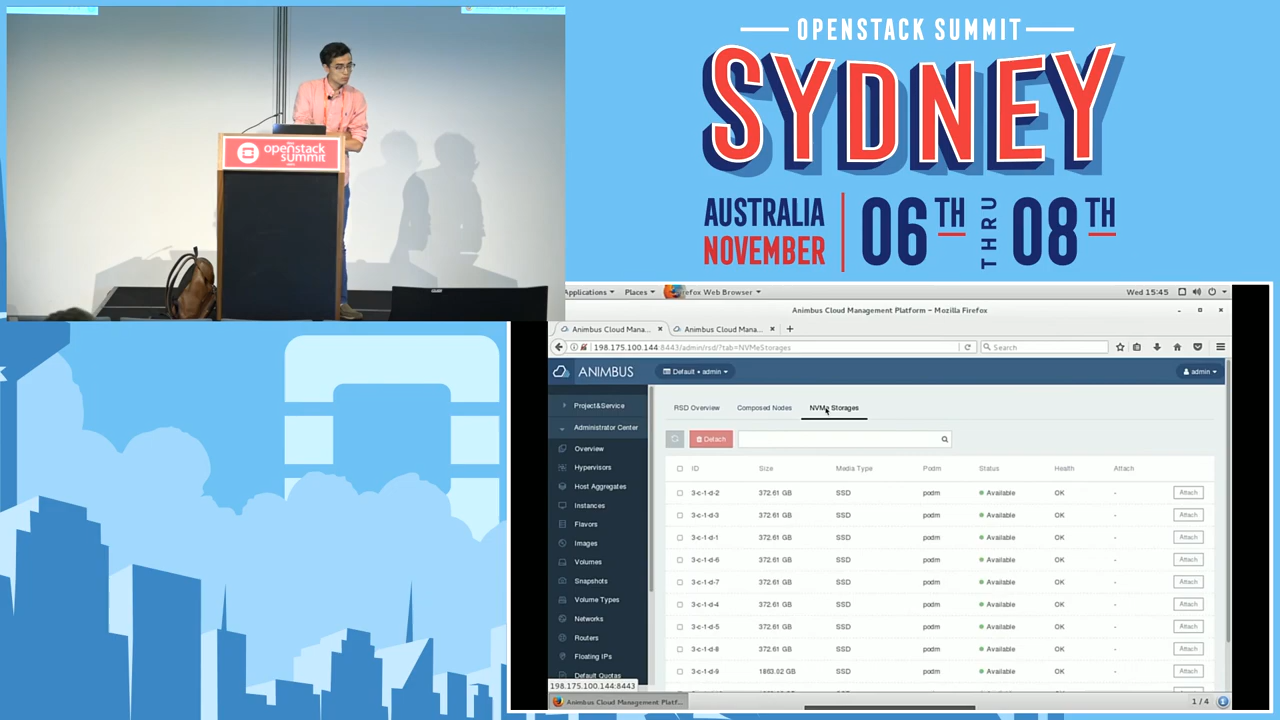 openstack
summit
OPENSTACK SUMMIT
SYDNEY
AUSTRALIA
NOVEMBER
06TH THRU 08TH
Applications Places Firefox Web Browser Wed 15:45
Animbus Cloud Management Platform - Mozilla Firefox
Animbus Cloud Mana... × Animbus Cloud Mana... × +
198.175.100.144:8443/admin/rsd/?tab=NVMeStorages Search
ANIMBUS Default • admin admin
Project&Service
Administrator Center
Overview
Hypervisors
Host Aggregates
Instances
Flavors
Images
Volumes
Snapshots
Volume Types
Networks
Routers
Floating IPs
Default Quotas
RSD Overview Composed Nodes NVMe Storages
Detach
ID Size Media Type Podm Status Health Attach
3-c-1-d-2 372.61 GB SSD podm Available OK - Attach
3-c-1-d-3 372.61 GB SSD podm Available OK - Attach
3-c-1-d-1 372.61 GB SSD podm Available OK - Attach
3-c-1-d-6 372.61 GB SSD podm Available OK - Attach
3-c-1-d-7 372.61 GB SSD podm Available OK - Attach
3-c-1-d-4 372.61 GB SSD podm Available OK - Attach
3-c-1-d-5 372.61 GB SSD podm Available OK - Attach
3-c-1-d-8 372.61 GB SSD podm Available OK - Attach
3-c-1-d-9 1863.02 GB SSD podm Available OK - Attach
198.175.100.144:8443
Animbus Cloud Management Platf... 1 / 4